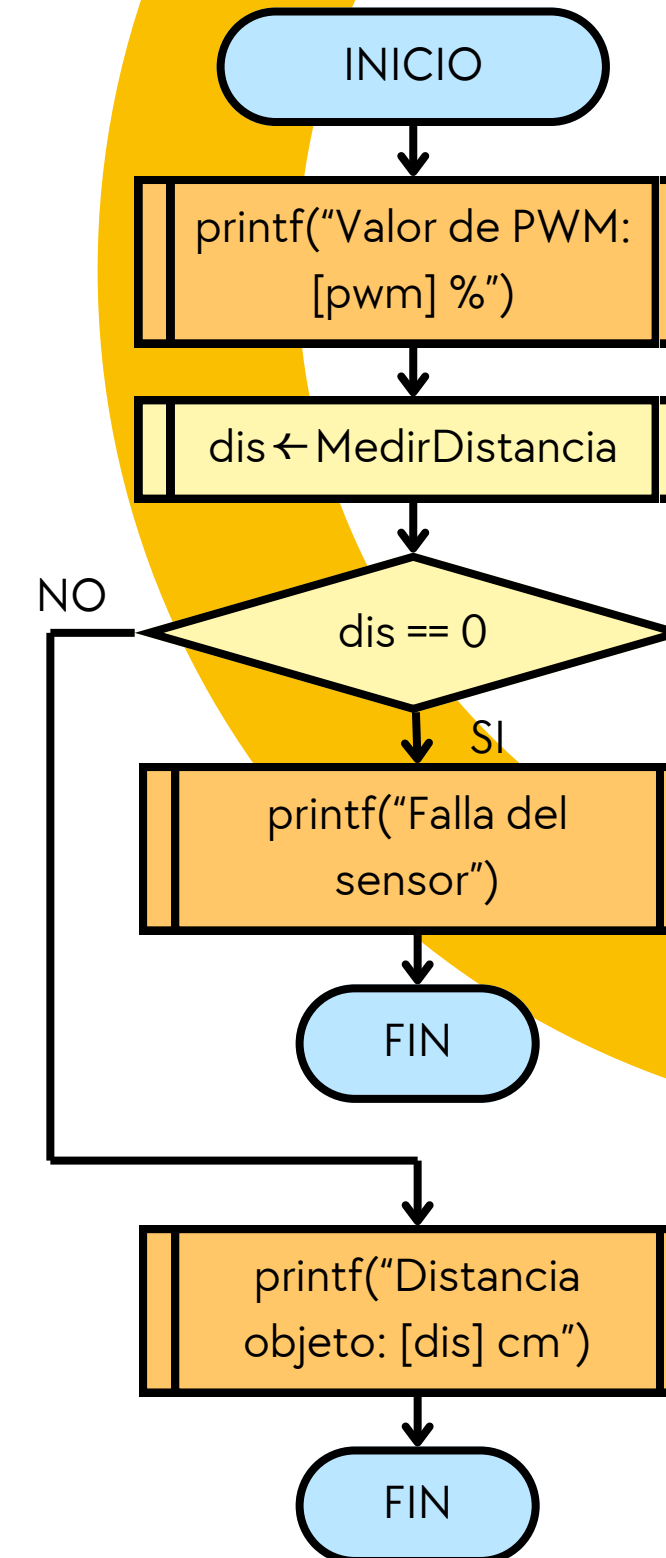 INICIO
printf(“Valor de PWM:
[pwm] %”)
dis←MedirDistancia
NO
dis == 0
SI
printf(“Falla del
sensor”)
FIN
printf(“Distancia
objeto: [dis] cm”)
FIN